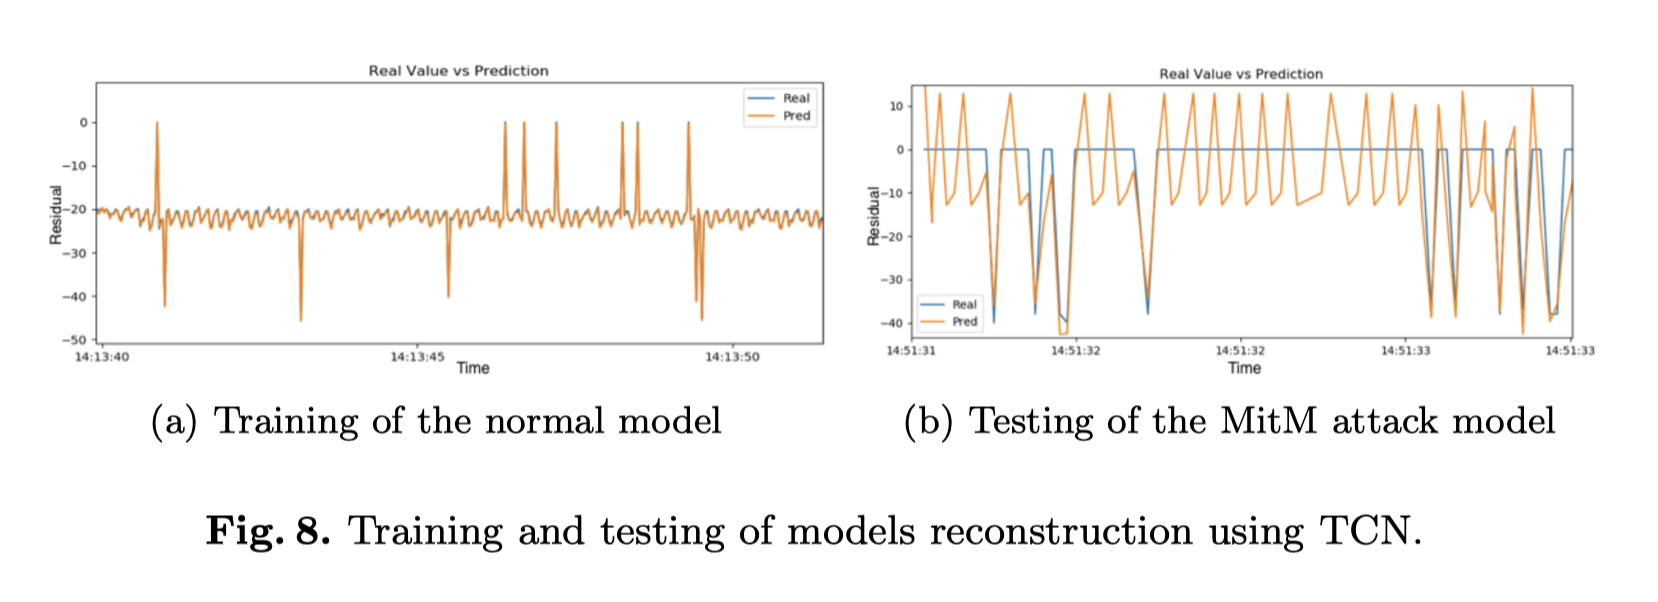 Real Value vs Prediction
Real
Pred
0
−10
−20
−30
−40
−50
Residual
14:13:40
14:13:45
14:13:50
Time
(a) Training of the normal model
Real Value vs Prediction
10
0
−10
−20
−30
−40
Residual
Real
Pred
14:51:31
14:51:32
14:51:32
14:51:33
14:51:33
Time
(b) Testing of the MitM attack model
Fig. 8. Training and testing of models reconstruction using TCN.